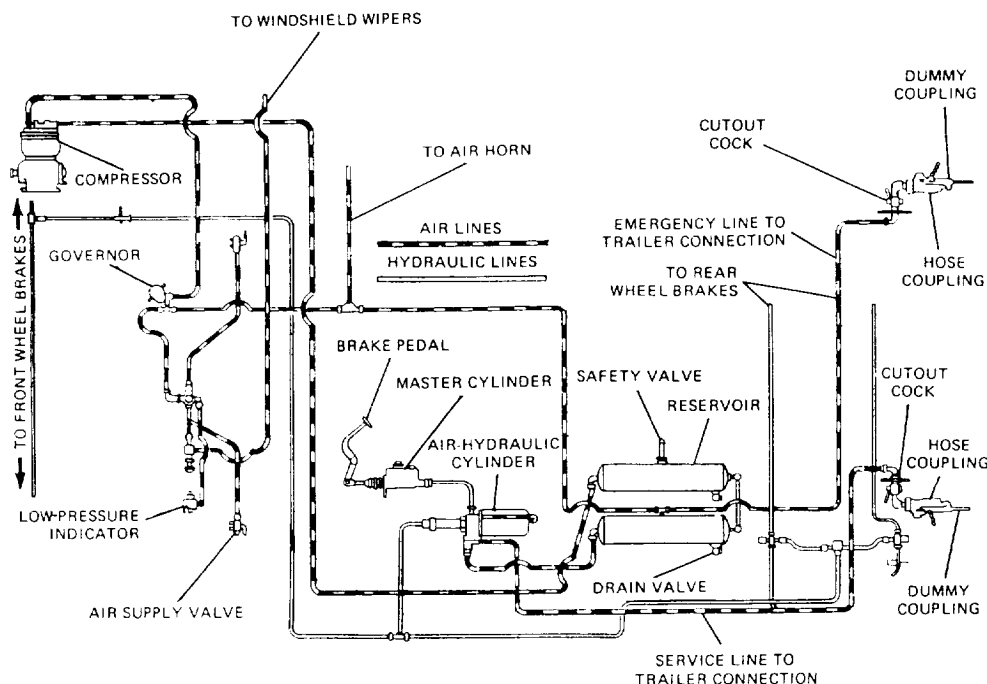 TO WINDSHIELD WIPERS
DUMMY
COUPLING
CUTOUT
COCK
COMPRESSOR
TO AIR HORN
AIR LINES
HYDRAULIC LINES
EMERGENCY LINE TO
TRAILER CONNECTION
HOSE
COUPLING
GOVERNOR
TO REAR
WHEEL BRAKES
TO FRONT WHEEL BRAKES
BRAKE PEDAL
MASTER CYLINDER
SAFETY VALVE
RESERVOIR
CUTOUT
COCK
AIR-HYDRAULIC
CYLINDER
HOSE
COUPLING
LOW-PRESSURE
INDICATOR
AIR SUPPLY VALVE
DRAIN VALVE
DUMMY
COUPLING
SERVICE LINE TO
TRAILER CONNECTION